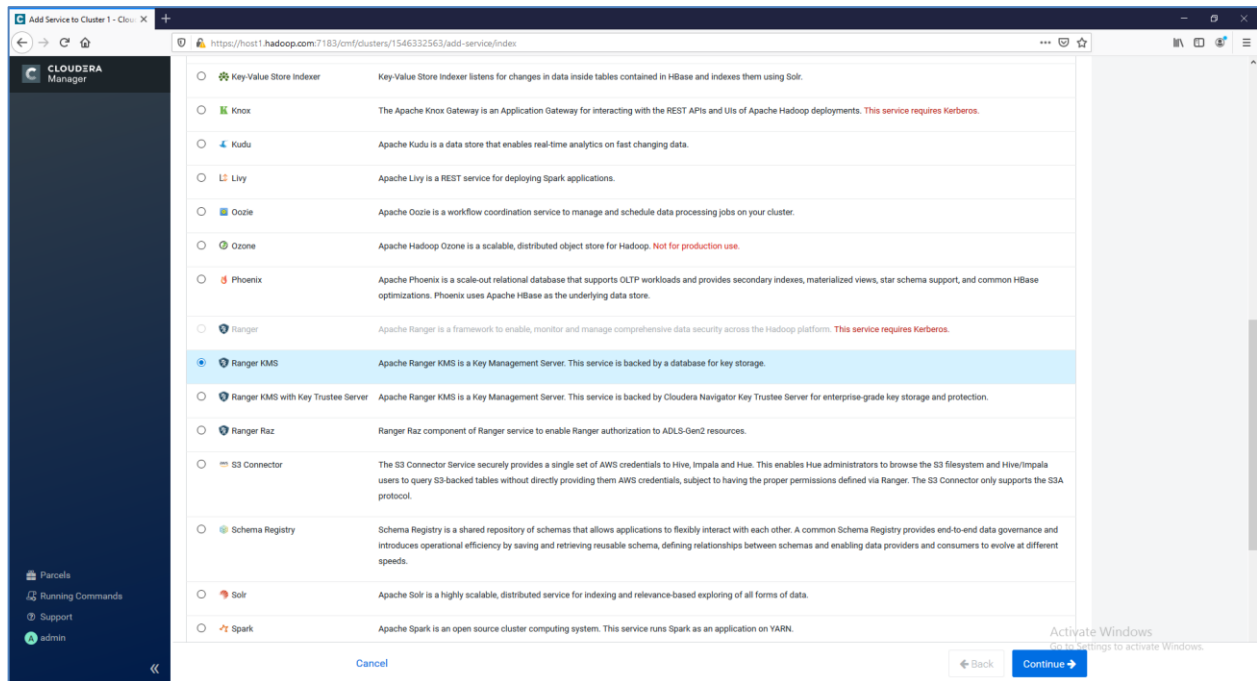 Add Service to Cluster 1 - Clou
https://host1.hadoop.com:7183/cmf/clusters/1546332563/add-service/index
CLOUDERA
Manager
Key-Value Store Indexer Key-Value Store Indexer listens for changes in data inside tables contained in HBase and indexes them using Solr.
Knox The Apache Knox Gateway is an Application Gateway for interacting with the REST APIs and UIs of Apache Hadoop deployments. This service requires Kerberos.
Kudu Apache Kudu is a data store that enables real-time analytics on fast changing data.
Livy Apache Livy is a REST service for deploying Spark applications.
Oozie Apache Oozie is a workflow coordination service to manage and schedule data processing jobs on your cluster.
Ozone Apache Hadoop Ozone is a scalable, distributed object store for Hadoop. Not for production use.
Phoenix Apache Phoenix is a scale-out relational database that supports OLTP workloads and provides secondary indexes, materialized views, star schema support, and common HBase
optimizations. Phoenix uses Apache HBase as the underlying data store.
Ranger Apache Ranger is a framework to enable, monitor and manage comprehensive data security across the Hadoop platform. This service requires Kerberos.
Ranger KMS Apache Ranger KMS is a Key Management Server. This service is backed by a database for key storage.
Ranger KMS with Key Trustee Server Apache Ranger KMS is a Key Management Server. This service is backed by Cloudera Navigator Key Trustee Server for enterprise-grade key storage and protection.
Ranger Raz Ranger Raz component of Ranger service to enable Ranger authorization to ADLS-Gen2 resources.
S3 Connector The S3 Connector Service securely provides a single set of AWS credentials to Hive, Impala and Hue. This enables Hue administrators to browse the S3 filesystem and Hive/Impala
users to query S3-backed tables without directly providing them AWS credentials, subject to having the proper permissions defined via Ranger. The S3 Connector only supports the S3A
protocol.
Schema Registry Schema Registry is a shared repository of schemas that allows applications to flexibly interact with each other. A common Schema Registry provides end-to-end data governance and
introduces operational efficiency by saving and retrieving reusable schema, defining relationships between schemas and enabling data providers and consumers to evolve at different
speeds.
Solr Apache Solr is a highly scalable, distributed service for indexing and relevance-based exploring of all forms of data.
Spark Apache Spark is an open source cluster computing system. This service runs Spark as an application on YARN.
Parcels
Running Commands
Support
A admin
Activate Windows
Go to Settings to activate Windows.
Cancel
Back
Continue